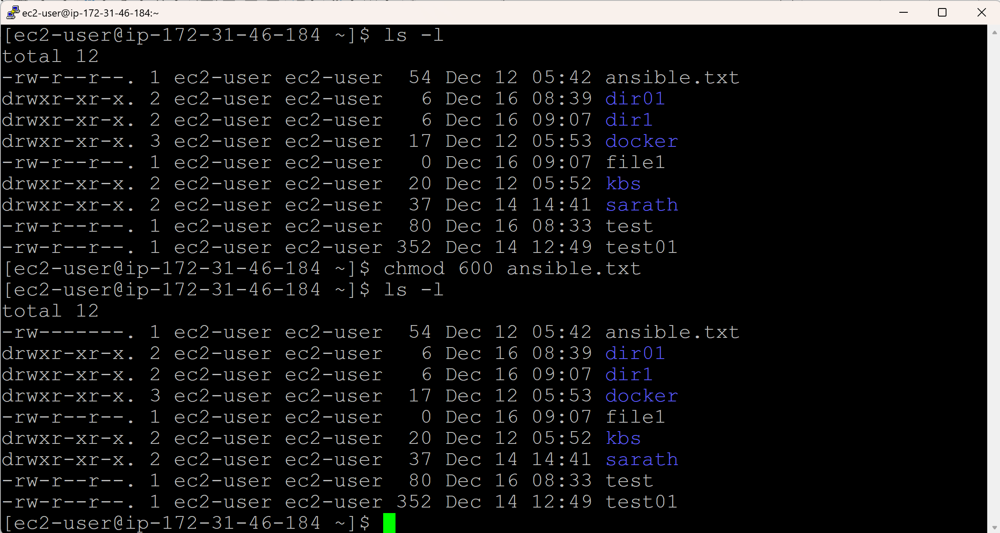 ec2-user@ip-172-31-46-184:~
[ec2-user@ip-172-31-46-184 ~]$ ls -l
total 12
-rw-r--r--. 1 ec2-user ec2-user  54 Dec 12 05:42 ansible.txt
drwxr-xr-x. 2 ec2-user ec2-user   6 Dec 16 08:39 dir01
drwxr-xr-x. 2 ec2-user ec2-user   6 Dec 16 09:07 dir1
drwxr-xr-x. 3 ec2-user ec2-user  17 Dec 12 05:53 docker
-rw-r--r--. 1 ec2-user ec2-user   0 Dec 16 09:07 file1
drwxr-xr-x. 2 ec2-user ec2-user  20 Dec 12 05:52 kbs
drwxr-xr-x. 2 ec2-user ec2-user  37 Dec 14 14:41 sarath
-rw-r--r--. 1 ec2-user ec2-user  80 Dec 16 08:33 test
-rw-r--r--. 1 ec2-user ec2-user 352 Dec 14 12:49 test01
[ec2-user@ip-172-31-46-184 ~]$ chmod 600 ansible.txt
[ec2-user@ip-172-31-46-184 ~]$ ls -l
total 12
-rw-------. 1 ec2-user ec2-user  54 Dec 12 05:42 ansible.txt
drwxr-xr-x. 2 ec2-user ec2-user   6 Dec 16 08:39 dir01
drwxr-xr-x. 2 ec2-user ec2-user   6 Dec 16 09:07 dir1
drwxr-xr-x. 3 ec2-user ec2-user  17 Dec 12 05:53 docker
-rw-r--r--. 1 ec2-user ec2-user   0 Dec 16 09:07 file1
drwxr-xr-x. 2 ec2-user ec2-user  20 Dec 12 05:52 kbs
drwxr-xr-x. 2 ec2-user ec2-user  37 Dec 14 14:41 sarath
-rw-r--r--. 1 ec2-user ec2-user  80 Dec 16 08:33 test
-rw-r--r--. 1 ec2-user ec2-user 352 Dec 14 12:49 test01
[ec2-user@ip-172-31-46-184 ~]$